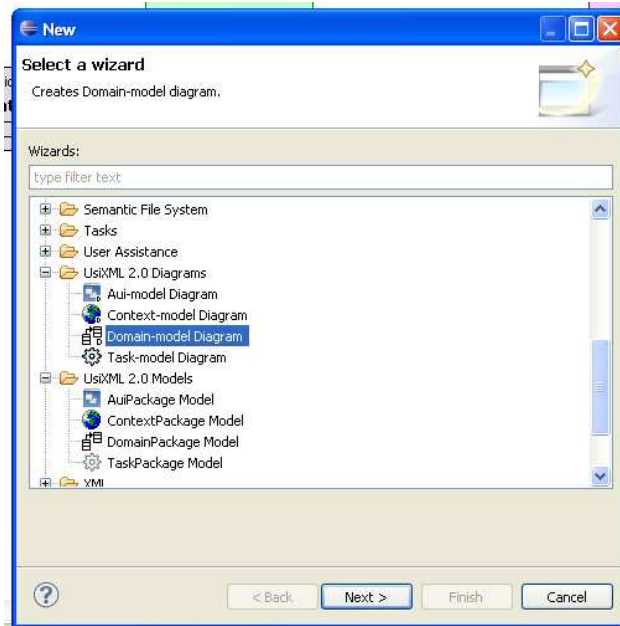 New
Select a wizard
Creates Domain-model diagram.
Wizards:
type filter text
Semantic File System
Tasks
User Assistance
UsiXML 2.0 Diagrams
Aui-model Diagram
Context-model Diagram
Domain-model Diagram
Task-model Diagram
UsiXML 2.0 Models
AuiPackage Model
ContextPackage Model
DomainPackage Model
TaskPackage Model
XML
? < Back Next > Finish Cancel